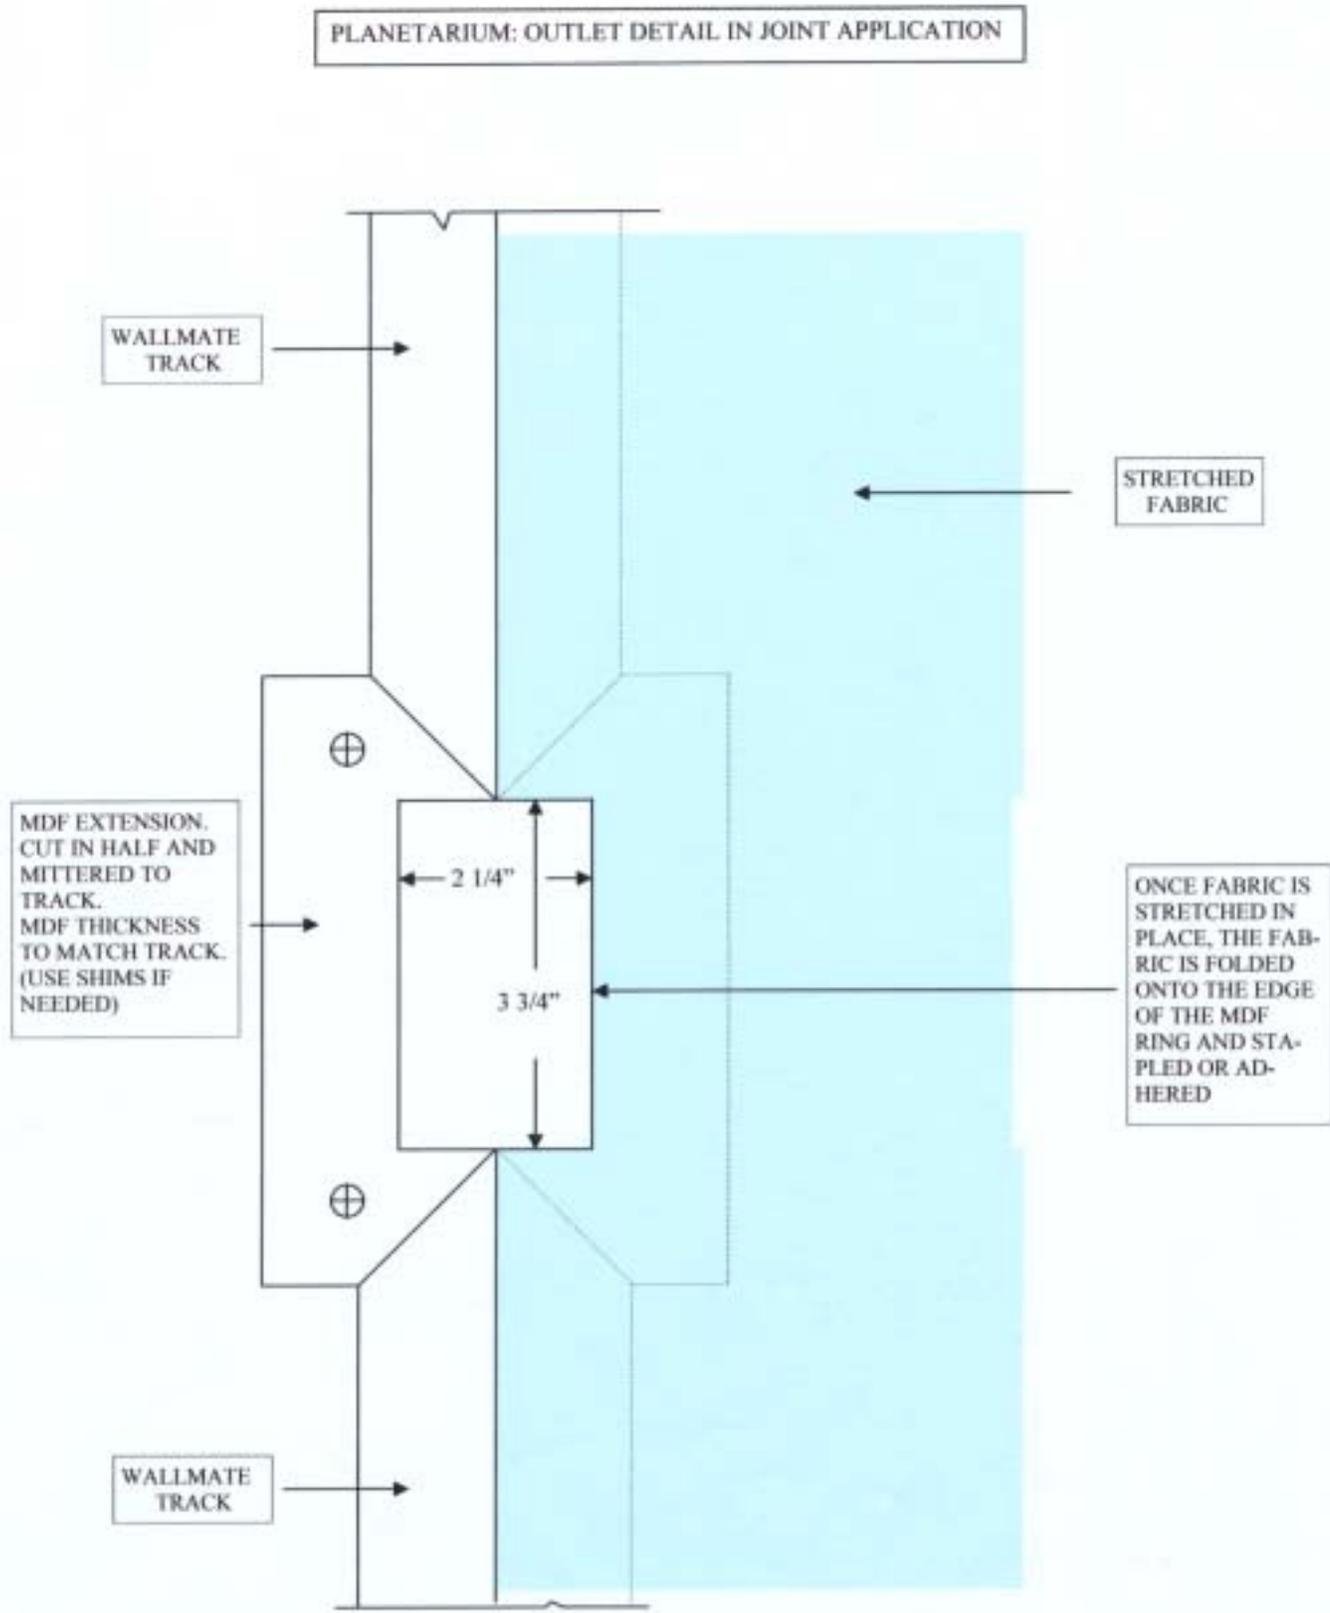 PLANETARIUM: OUTLET DETAIL IN JOINT APPLICATION
WALLMATE
TRACK
STRETCHED
FABRIC
MDF EXTENSION.
CUT IN HALF AND
MITTERED TO
TRACK.
MDF THICKNESS
TO MATCH TRACK.
(USE SHIMS IF
NEEDED)
2 1/4"
3 3/4"
ONCE FABRIC IS
STRETCHED IN
PLACE, THE FAB-
RIC IS FOLDED
ONTO THE EDGE
OF THE MDF
RING AND STA-
PLED OR AD-
HERED
WALLMATE
TRACK